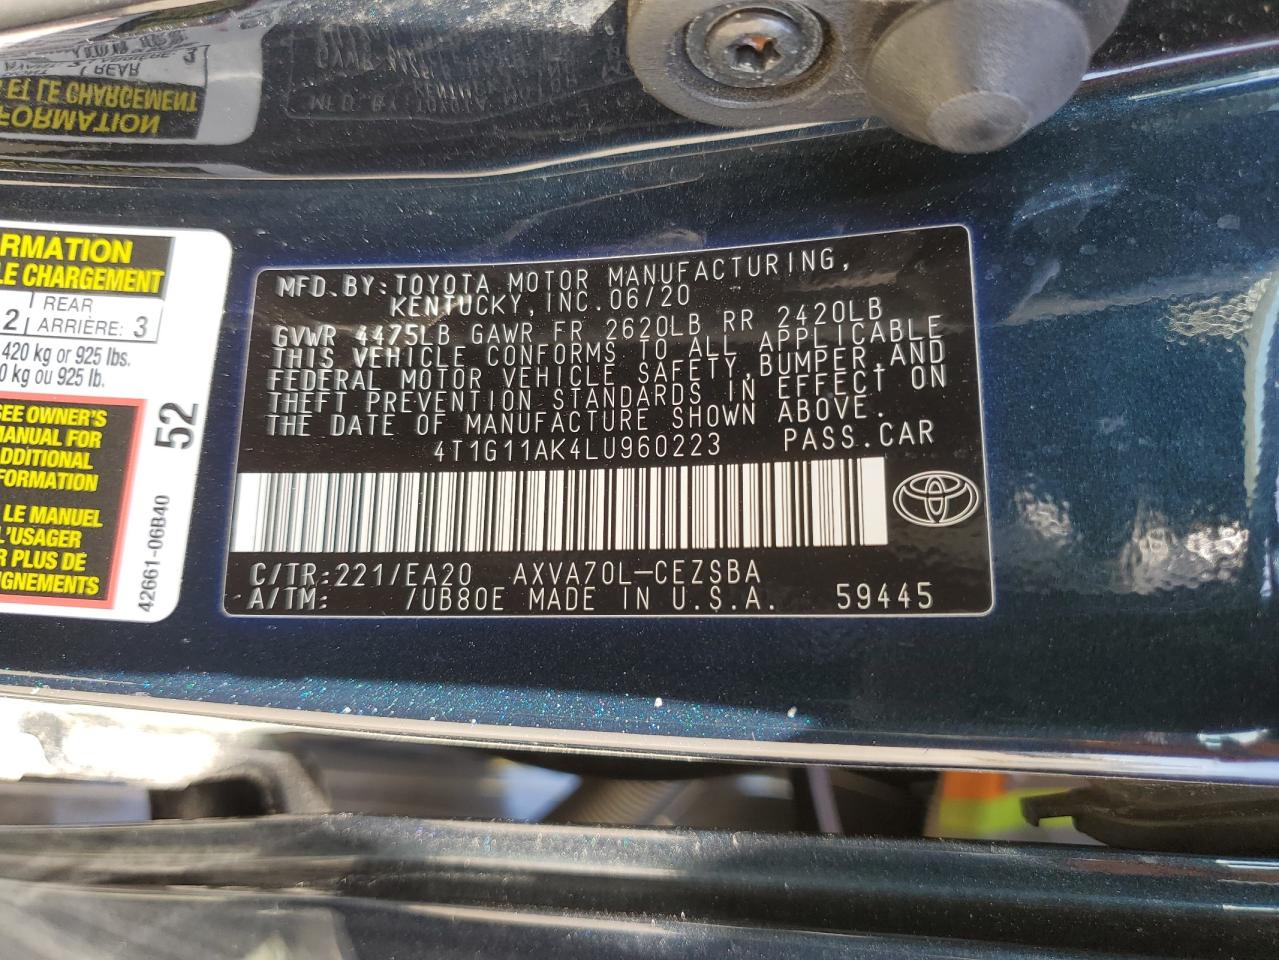 RMATION
LE CHARGEMENT
2 REAR
ARRIÈRE: 3
420 kg or 925 lbs.
0 kg ou 925 lb.
SEE OWNER'S
MANUAL FOR
ADDITIONAL
FORMATION
LE MANUEL
L'USAGER
R PLUS DE
IGNEMENTS
52
42661-06B40
MFD.BY:TOYOTA MOTOR MANUFACTURING,
KENTUCKY,INC.06/20
GVWR 4475LB GAWR FR 2620LB RR 2420LB
THIS VEHICLE CONFORMS TO ALL APPLICABLE
FEDERAL MOTOR VEHICLE SAFETY,BUMPER,AND
THEFT PREVENTION STANDARDS IN EFFECT ON
THE DATE OF MANUFACTURE SHOWN ABOVE.
4T1G11AK4LU960223 PASS.CAR
C/TR:221/EA20 AXVA70L-CEZSBA
A/TM: /UB80E MADE IN U.S.A. 59445
REAR
ET LE CHARGEMENT
FORMATION